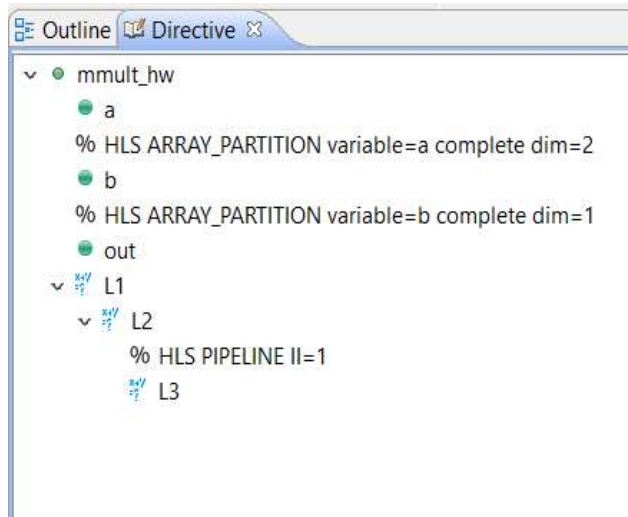 Outline Directive
mmult_hw
a
% HLS ARRAY_PARTITION variable=a complete dim=2
b
% HLS ARRAY_PARTITION variable=b complete dim=1
out
L1
L2
% HLS PIPELINE II=1
L3